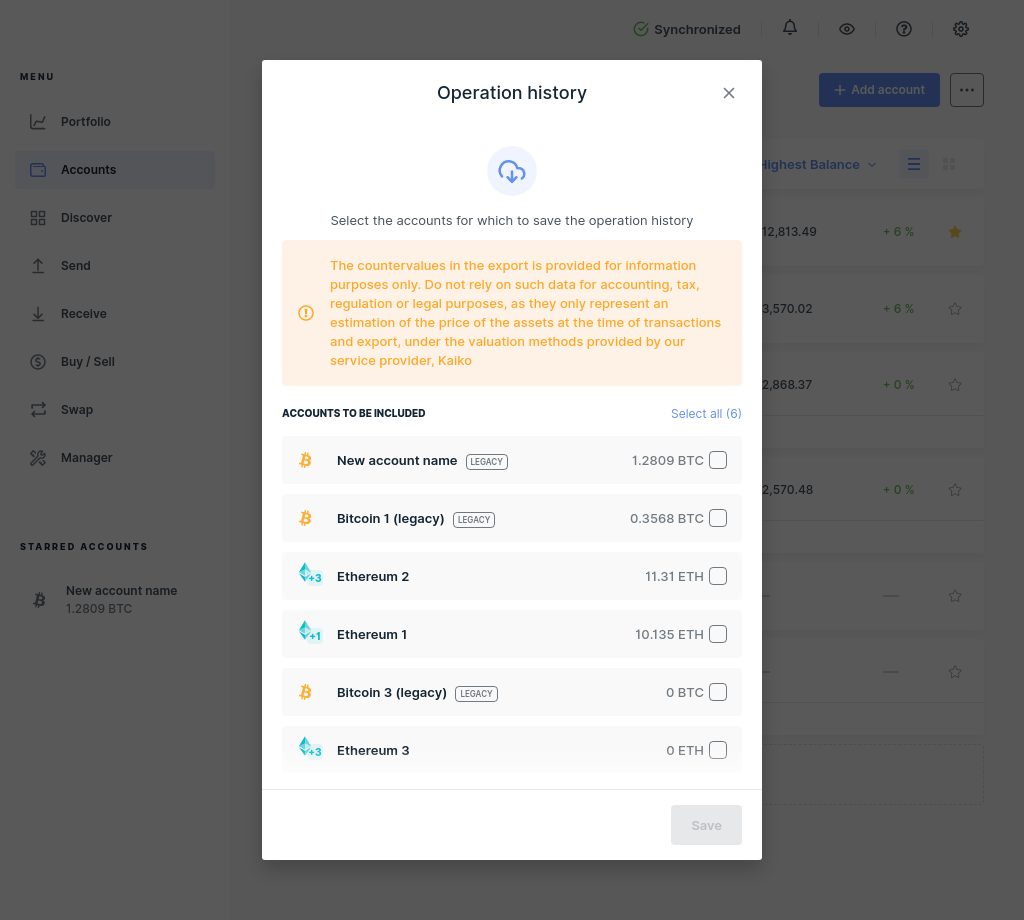 Synchronized
MENU
Portfolio
Accounts
Discover
Send
Receive
Buy / Sell
Swap
Manager
STARRED ACCOUNTS
New account name
1.2809 BTC
+ Add account
Highest Balance
12,813.49
+ 6 %
3,570.02
+ 6 %
2,868.37
+ 0 %
2,570.48
+ 0 %
Operation history
Select the accounts for which to save the operation history
The countervalues in the export is provided for information
purposes only. Do not rely on such data for accounting, tax,
regulation or legal purposes, as they only represent an
estimation of the price of the assets at the time of transactions
and export, under the valuation methods provided by our
service provider, Kaiko
ACCOUNTS TO BE INCLUDED
Select all (6)
New account name LEGACY 1.2809 BTC
Bitcoin 1 (legacy) LEGACY 0.3568 BTC
+3 Ethereum 2 11.31 ETH
+1 Ethereum 1 10.135 ETH
Bitcoin 3 (legacy) LEGACY 0 BTC
+3 Ethereum 3 0 ETH
Save